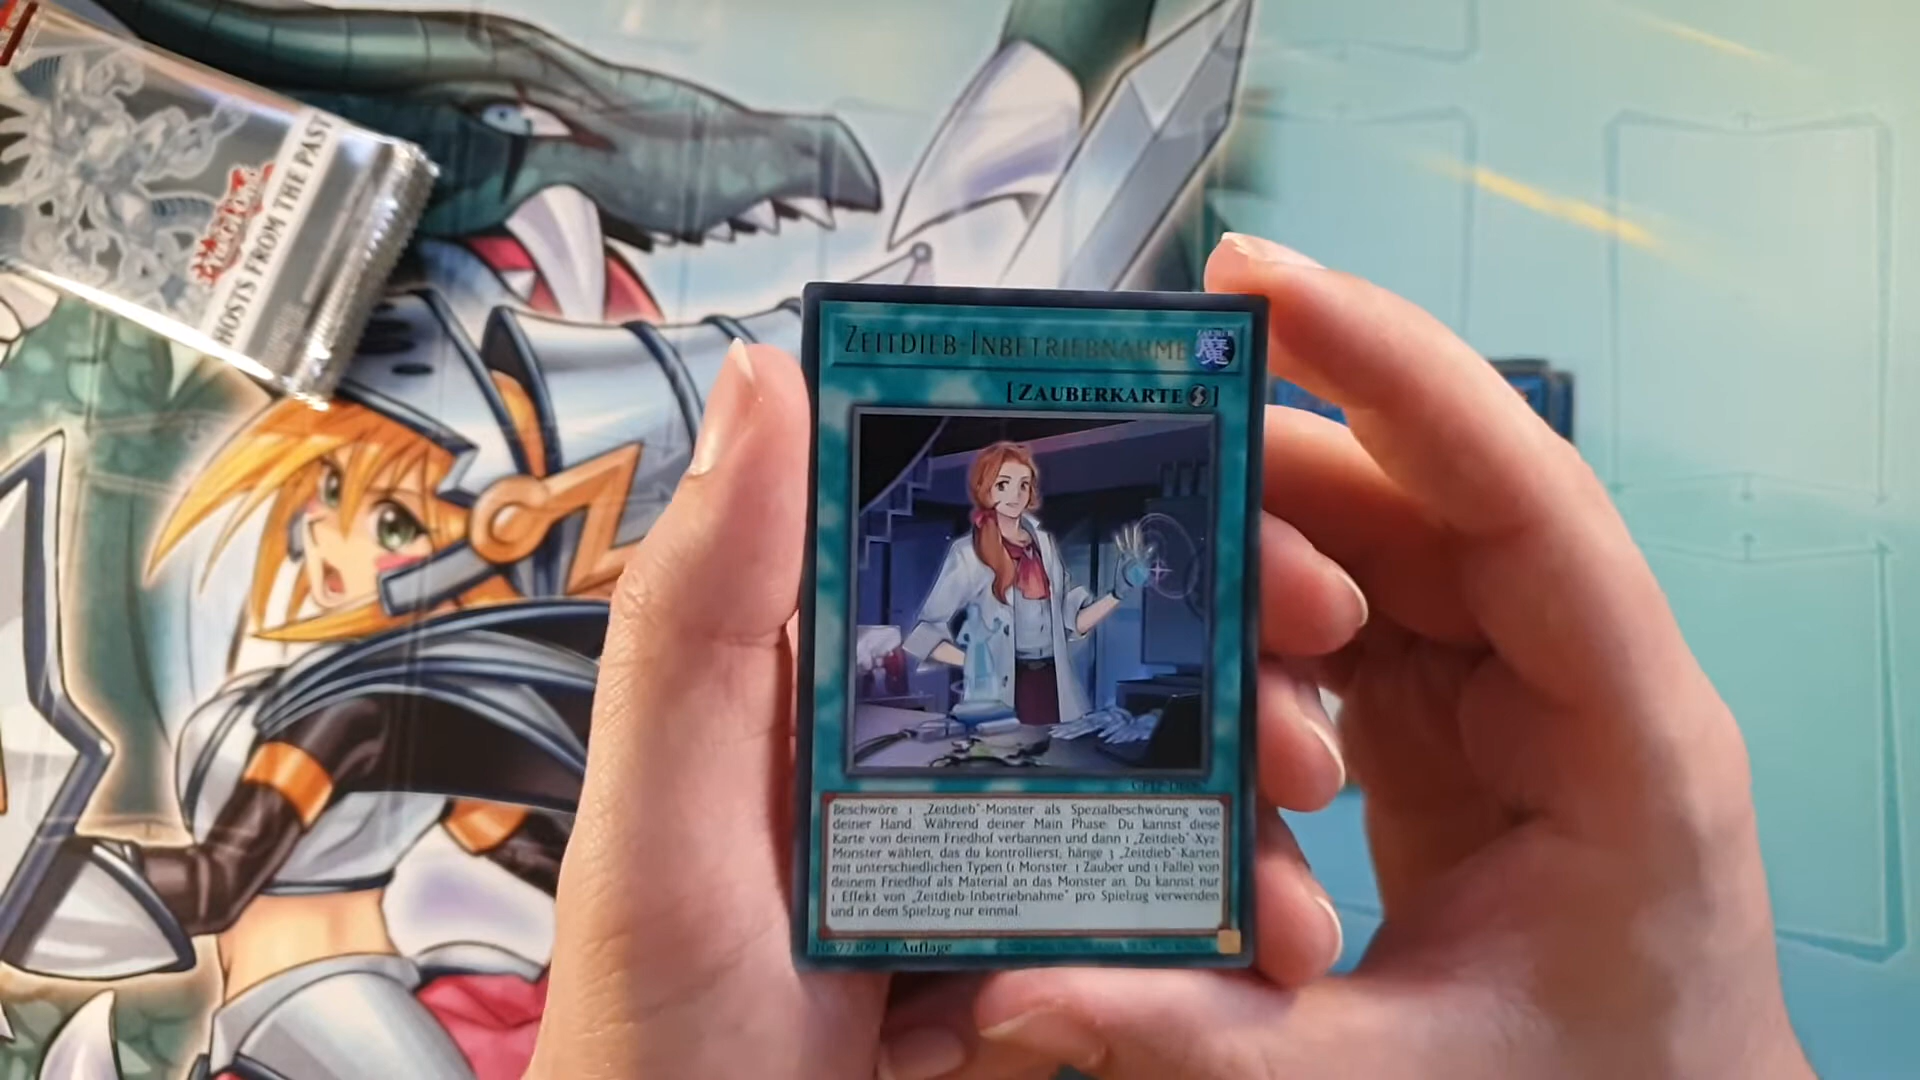 HOSTS FROM THE PAST
ZEITDIEB-INBETRIEBNAHME
魔
[ZAUBERKARTE]
Beschwöre 1 „Zeitdieb"-Monster als Spezialbeschwörung von
deiner Hand. Während deiner Main Phase: Du kannst diese
Karte von deinem Friedhof verbannen und dann 1 „Zeitdieb"-Xyz-
Monster wählen, das du kontrollierst; hänge 3 „Zeitdieb"-Karten
mit unterschiedlichen Typen (1 Monster, 1 Zauber und 1 Falle) von
deinem Friedhof als Material an das Monster an. Du kannst nur
1 Effekt von „Zeitdieb-Inbetriebnahme" pro Spielzug verwenden
und in dem Spielzug nur einmal.
10877309 1. Auflage